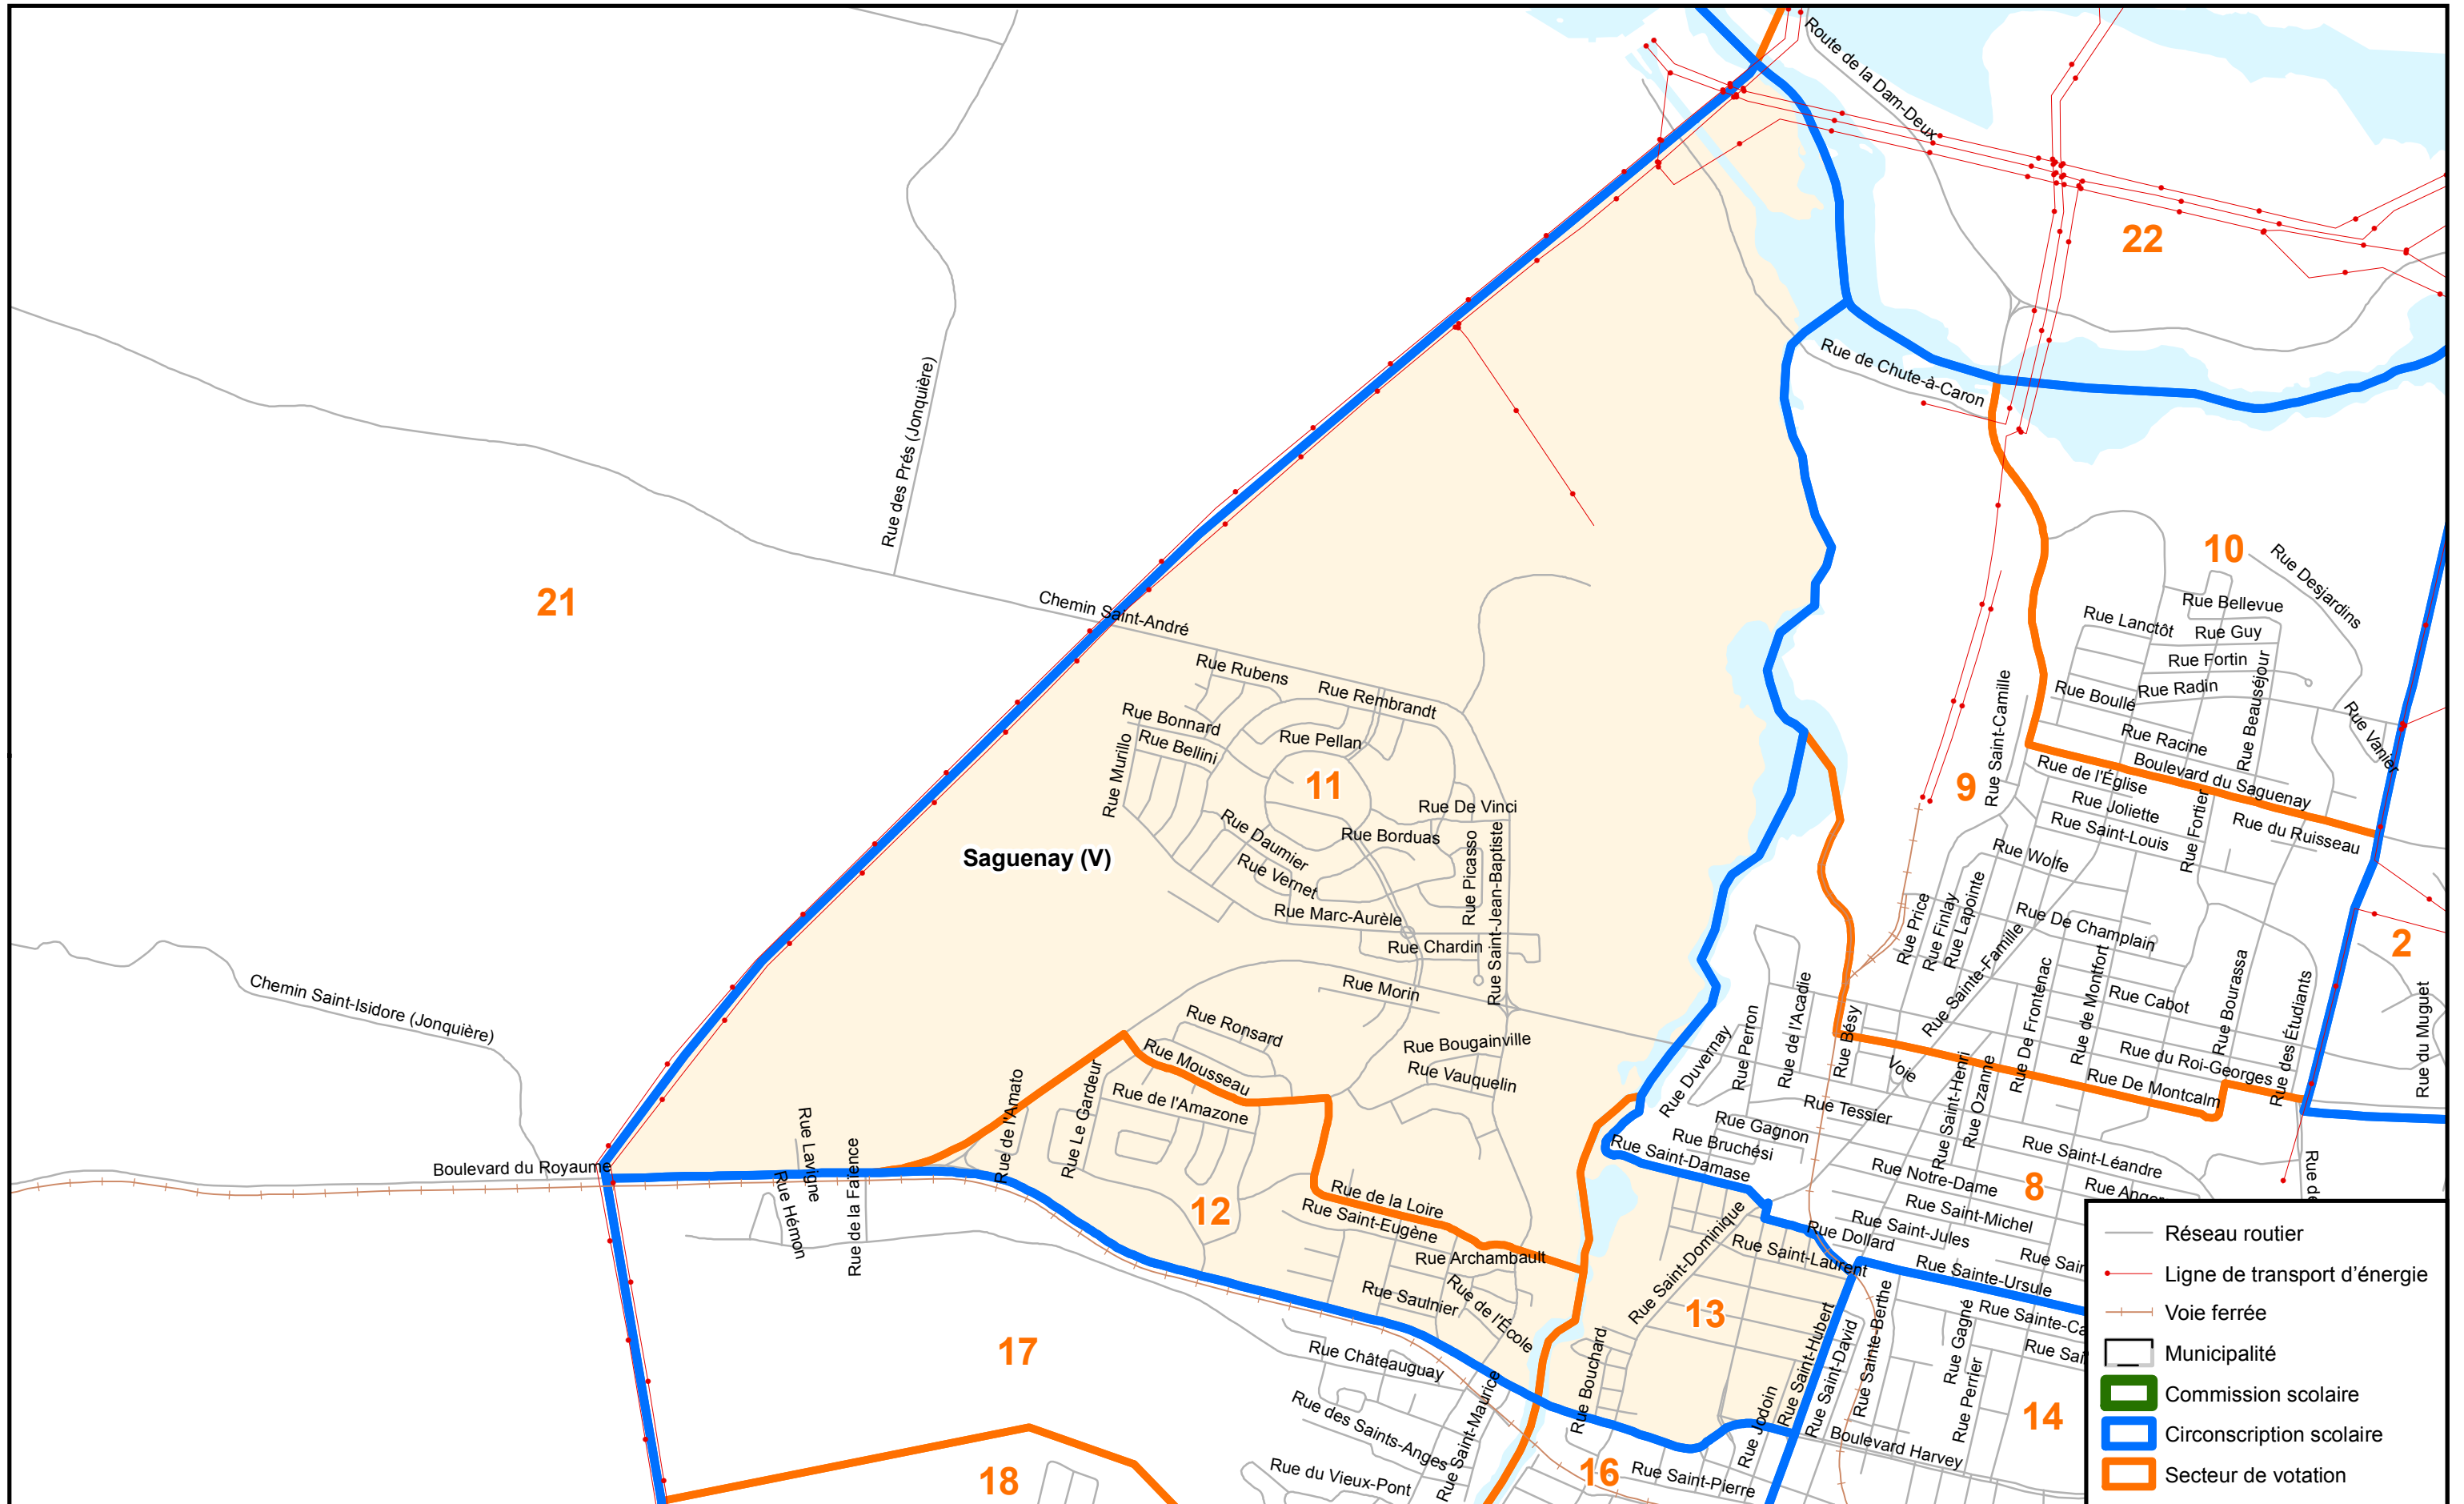 Route de la Dam-Deux
22
Rue de Chute-à-Caron
Rue des Prés (Jonquière)
10
Rue Desjardins
21
Chemin Saint-André
Rue Bellevue
Rue Lanctôt
Rue Guy
Rue Fortin
Rue Rubens
Rue Rembrandt
Rue Boullé
Rue Radin
Rue Beauséjour
Rue Saint-Camille
Rue Bonnard
Rue Pellan
Rue Bellini
Rue Murillo
Rue Racine
Rue Vanier
Boulevard du Saguenay
Rue de l'Église
11
9
Rue De Vinci
Rue Joliette
Rue Fortier
Rue Saint-Louis
Rue du Ruisseau
Rue Daumier
Rue Borduas
Rue Picasso
Rue Saint-Jean-Baptiste
Saguenay (V)
Rue Vernet
Rue Wolfe
Rue Marc-Aurèle
Rue Price
Rue Finlay
Rue Lapointe
Rue De Champlain
2
Rue Chardin
Rue Sainte-Famille
Rue Morin
Chemin Saint-Isidore (Jonquière)
Rue De Frontenac
Rue de Montfort
Rue Cabot
Rue Bourassa
Rue des Étudiants
Rue du Muguet
Rue Ronsard
Rue Bougainville
Rue Duvernay
Rue Perron
Rue de l'Acadie
Rue Bésy
Voie
Rue Mousseau
Rue Vauquelin
Rue du Roi-Georges
Rue De Montcalm
Rue de l'Amato
Rue Le Gardeur
Rue de l'Amazone
Rue Tessier
Rue Saint-Henri
Rue Ozanne
Rue Gagnon
Rue Bruchési
Rue Saint-Damase
Rue Saint-Léandre
Boulevard du Royaume
Rue Lavigne
Rue Hémon
Rue de la Faïence
12
Rue de la Loire
Rue Saint-Eugène
Rue Archambault
Rue Notre-Dame
8
Rue Anger
Rue de
Rue Saint-Michel
Rue Saint-Jules
Rue Dollard
Rue Saint-Dominique
Rue Saint-Laurent
Rue Sainte-Ursule
Rue Sain
Rue Saulnier
Rue de l'École
13
Rue Sainte-Ca
Rue Sai
Rue Gagné
Rue Perrier
17
Rue Châteauguay
Rue Bouchard
Rue Saint-Hubert
Rue Saint-David
Rue Sainte-Berthe
Rue des Saints-Anges
Rue Saint-Maurice
Rue Jodoin
14
Boulevard Harvey
18
Rue du Vieux-Pont
16
Rue Saint-Pierre
Réseau routier
Ligne de transport d'énergie
Voie ferrée
Municipalité
Commission scolaire
Circonscription scolaire
Secteur de votation